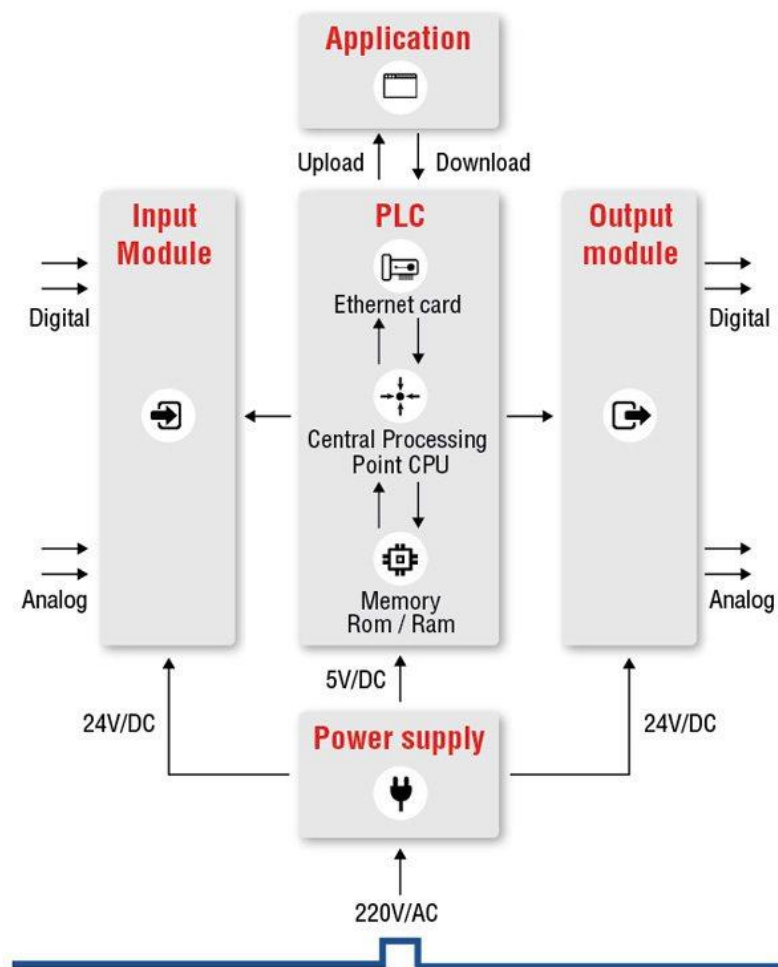 Application
Upload
Download
Input
Module
PLC
Output
module
Ethernet card
Digital
Digital
Central Processing
Point CPU
Analog
Memory
Rom / Ram
Analog
5V/DC
24V/DC
24V/DC
Power supply
220V/AC